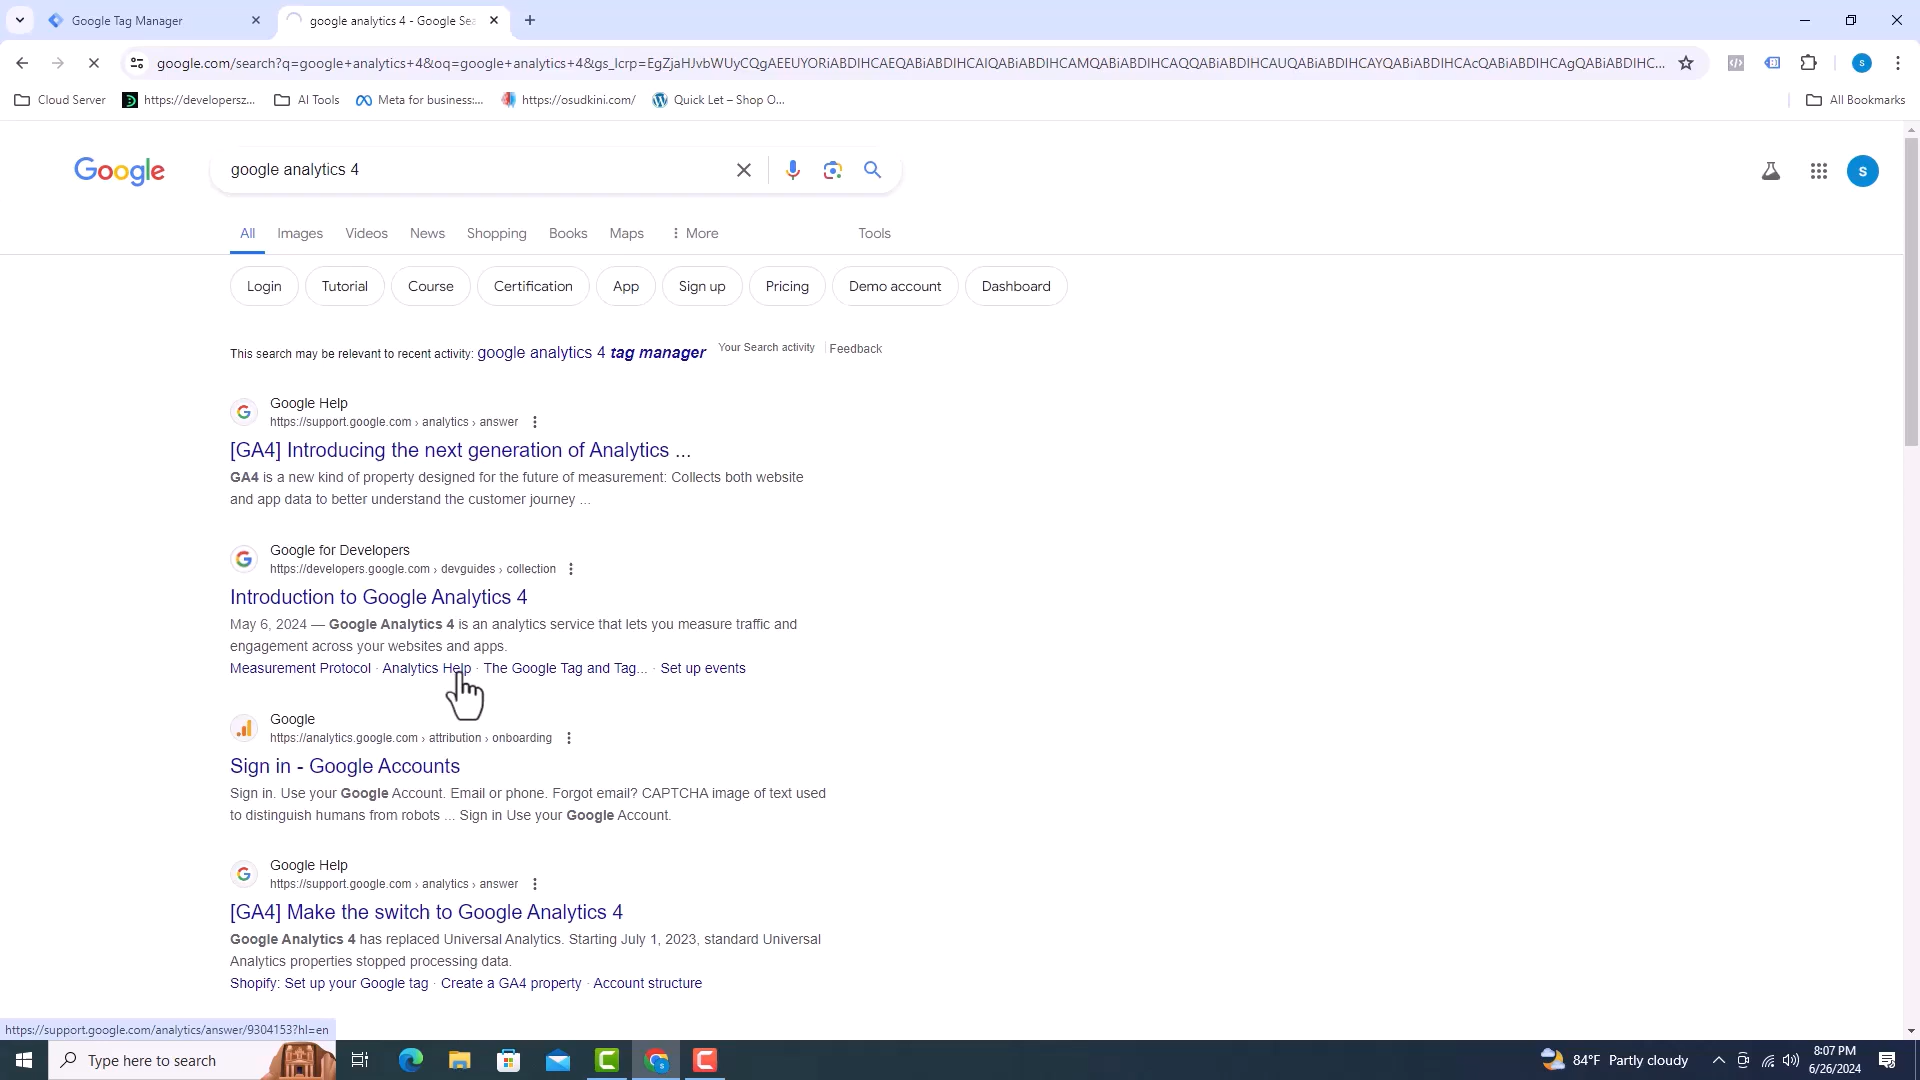 Google Tag Manager
google analytics 4 - Google Sea
google.com/search?q=google+analytics+4&oq=google+analytics+4&gs_lcrp=EgZjaHJvbWUyCQgAEEUYORiABDIHCAEQABiABDIHCAIQABiABDIHCAMQABiABDIHCAQQABiABDIHCAUQABiABDIHCAYQABiABDIHCAcQABiABDIHCAgQABiABDIHC...
S
Cloud Server
https://developersz...
AI Tools
Meta for business:...
https://osudkini.com/
Quick Let – Shop O...
All Bookmarks
Google
google analytics 4
S
All Images Videos News Shopping Books Maps More Tools
Login Tutorial Course Certification App Sign up Pricing Demo account Dashboard
This search may be relevant to recent activity: google analytics 4 tag manager Your Search activity Feedback
Google Help
https://support.google.com › analytics › answer
[GA4] Introducing the next generation of Analytics ...
GA4 is a new kind of property designed for the future of measurement: Collects both website
and app data to better understand the customer journey ...
Google for Developers
https://developers.google.com › devguides › collection
Introduction to Google Analytics 4
May 6, 2024 — Google Analytics 4 is an analytics service that lets you measure traffic and
engagement across your websites and apps.
Measurement Protocol · Analytics Help · The Google Tag and Tag... · Set up events
Google
https://analytics.google.com › attribution › onboarding
Sign in - Google Accounts
Sign in. Use your Google Account. Email or phone. Forgot email? CAPTCHA image of text used
to distinguish humans from robots ... Sign in Use your Google Account.
Google Help
https://support.google.com › analytics › answer
[GA4] Make the switch to Google Analytics 4
Google Analytics 4 has replaced Universal Analytics. Starting July 1, 2023, standard Universal
Analytics properties stopped processing data.
Shopify: Set up your Google tag · Create a GA4 property · Account structure
https://support.google.com/analytics/answer/9304153?hl=en
Type here to search
84°F Partly cloudy
8:07 PM
6/26/2024